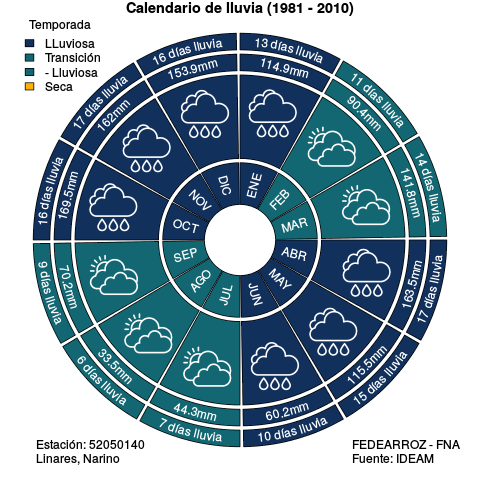 Calendario de lluvia (1981 - 2010)
Temporada
LLuviosa
Transición
- Lluviosa
Seca
13 días lluvia
114.9mm
ENE
11 días lluvia
90.4mm
FEB
14 días lluvia
141.8mm
MAR
17 días lluvia
163.5mm
ABR
15 días lluvia
115.5mm
MAY
10 días lluvia
60.2mm
JUN
7 días lluvia
44.3mm
JUL
6 días lluvia
33.5mm
AGO
9 días lluvia
70.2mm
SEP
16 días lluvia
169.5mm
OCT
17 días lluvia
162mm
NOV
16 días lluvia
153.9mm
DIC
Estación: 52050140
Linares, Narino
FEDEARROZ - FNA
Fuente: IDEAM